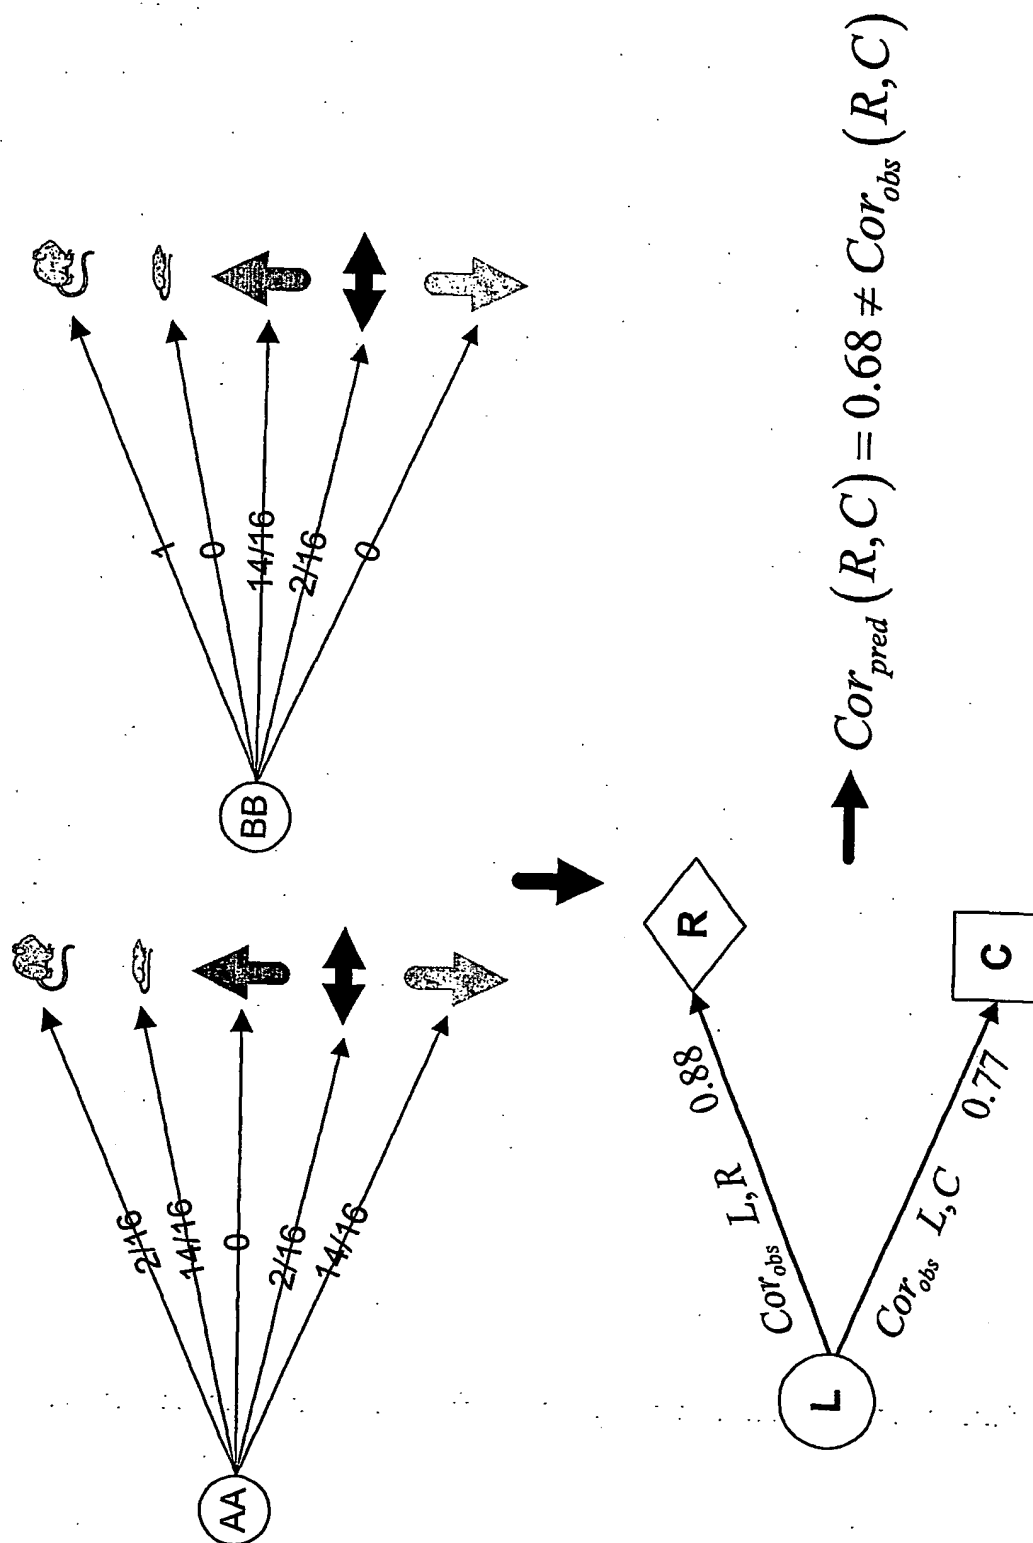 AA
2/16
14/16
0
2/16
14/16
BB
1
0
14/16
2/16
0
L
Cor_obs L,R 0.88
R
Cor_obs L,C 0.77
C
Cor_pred (R, C) = 0.68 ≠ Cor_obs (R, C)